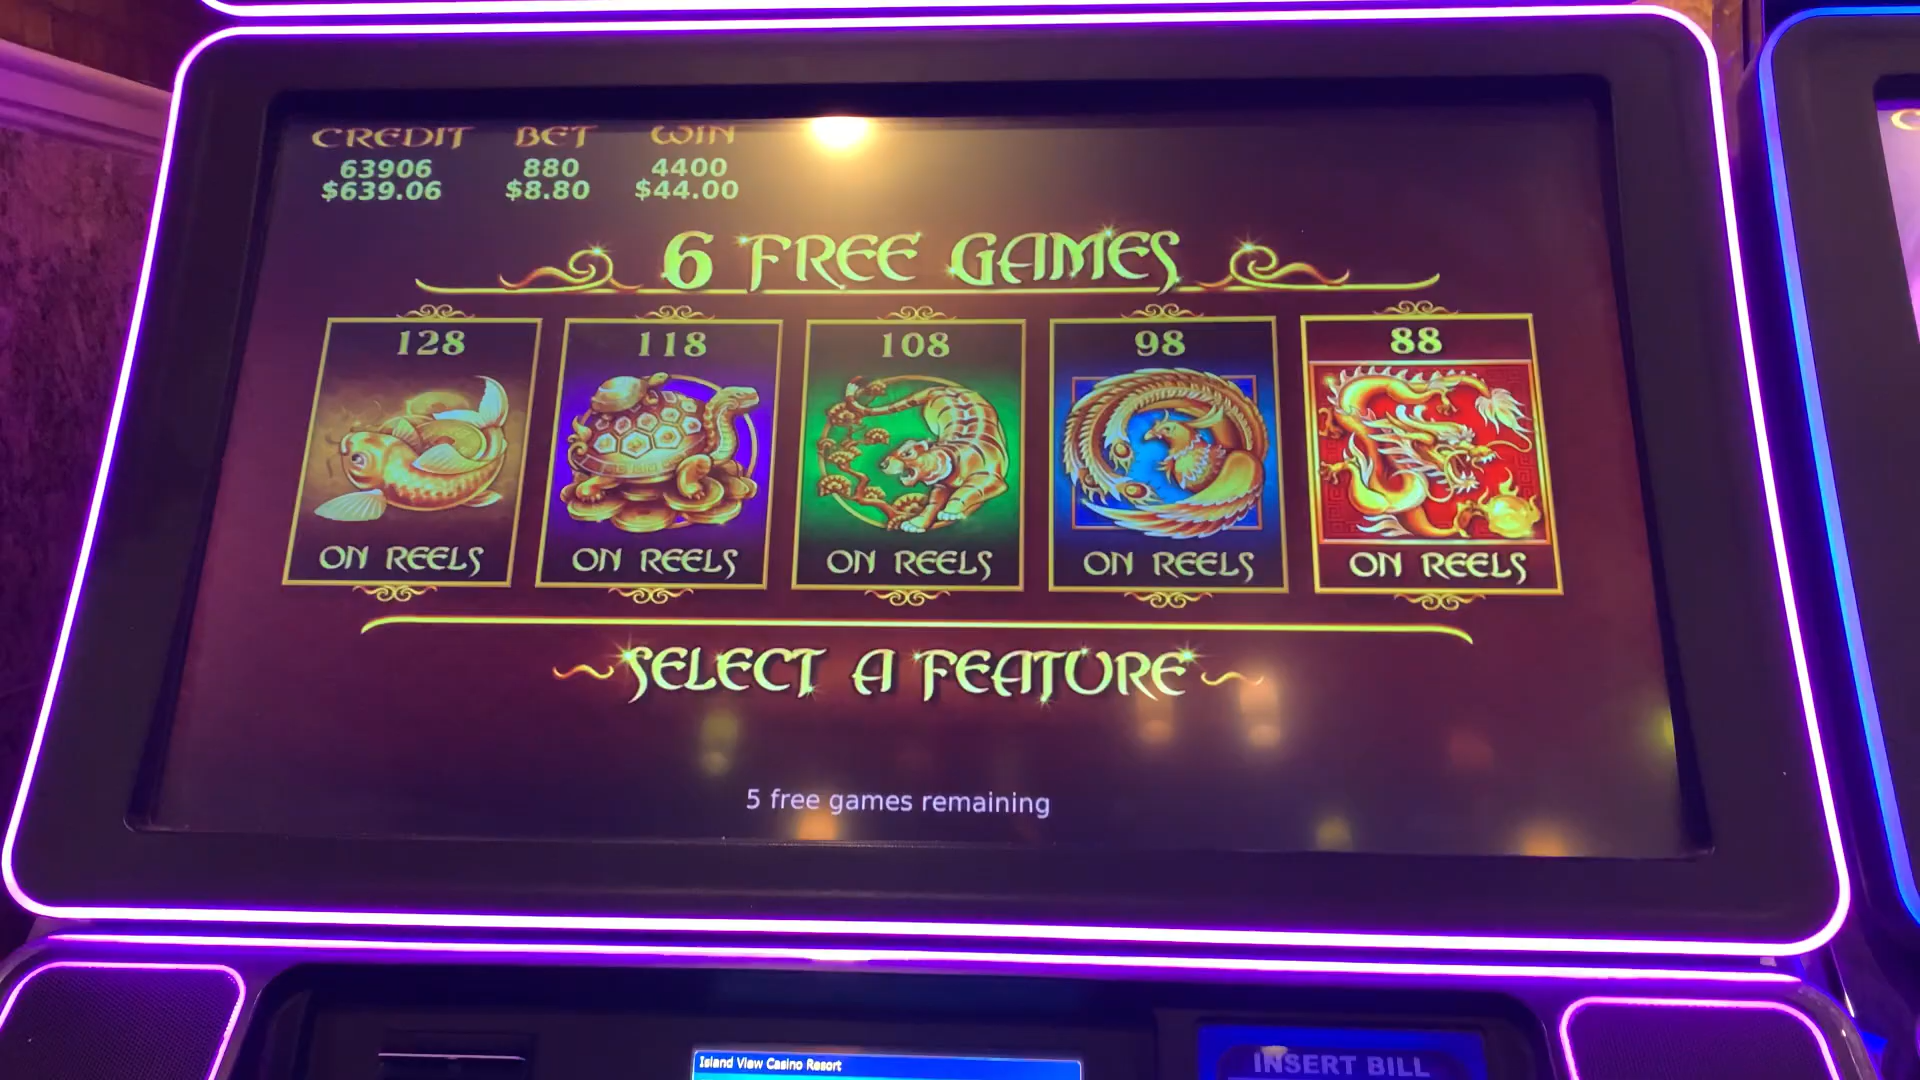 CREDIT BET WIN
63906 880 4400
$639.06 $8.80 $44.00
6 FREE GAMES
128 118 108 98 88
ON REELS ON REELS ON REELS ON REELS ON REELS
SELECT A FEATURE
5 free games remaining
Island View Casino Resort
INSERT BILL